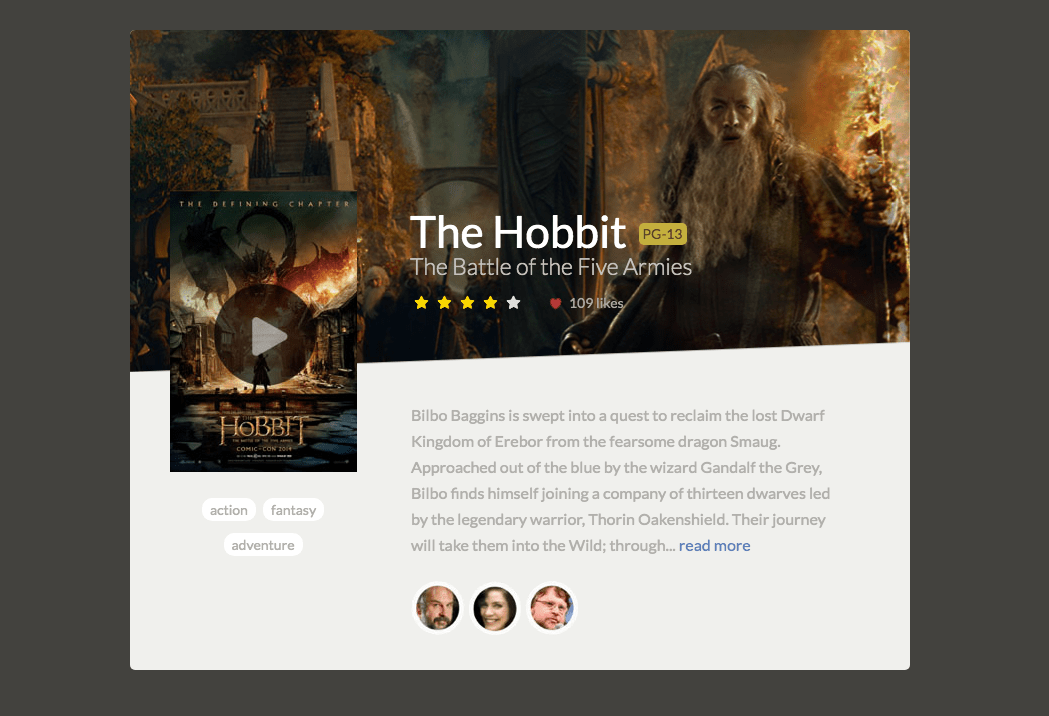 The Hobbit PG-13
The Battle of the Five Armies
109 likes
THE DEFINING CHAPTER
THE
HOBBIT
THE BATTLE OF THE FIVE ARMIES
COMIC-CON 2014
action fantasy
adventure
Bilbo Baggins is swept into a quest to reclaim the lost Dwarf
Kingdom of Erebor from the fearsome dragon Smaug.
Approached out of the blue by the wizard Gandalf the Grey,
Bilbo finds himself joining a company of thirteen dwarves led
by the legendary warrior, Thorin Oakenshield. Their journey
will take them into the Wild; through... read more